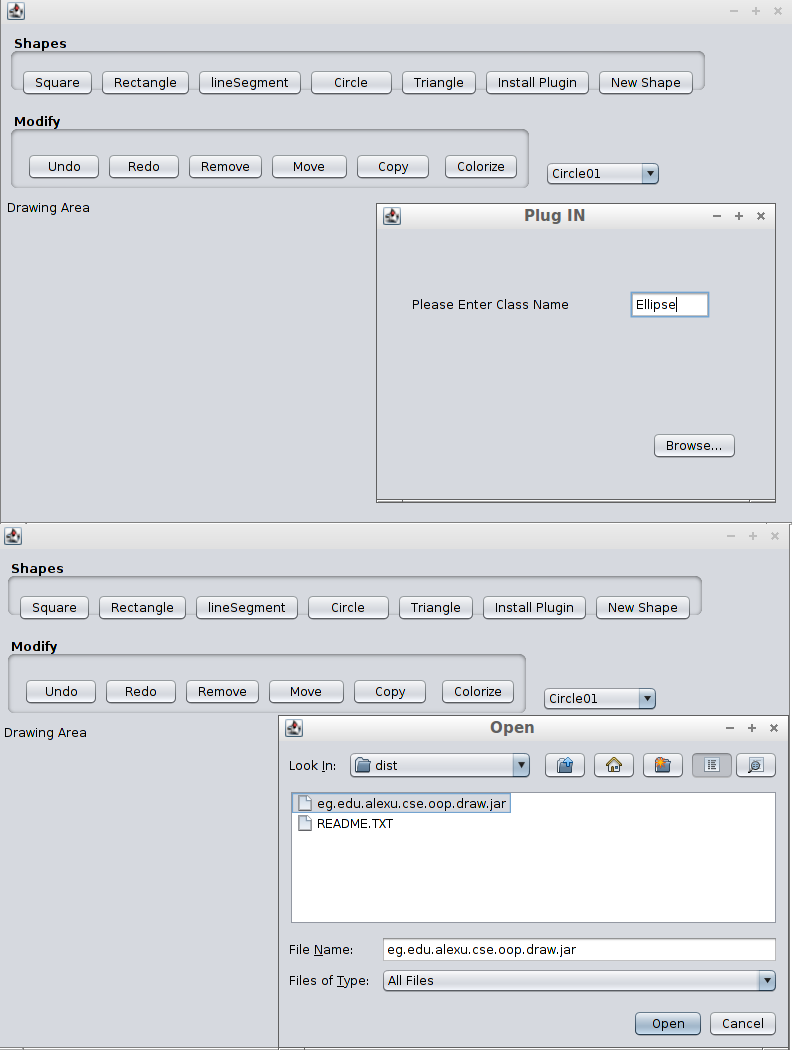 Shapes
Square Rectangle lineSegment Circle Triangle Install Plugin New Shape
Modify
Undo Redo Remove Move Copy Colorize Circle01
Drawing Area
Plug IN
Please Enter Class Name Ellipse
Browse...
Shapes
Square Rectangle lineSegment Circle Triangle Install Plugin New Shape
Modify
Undo Redo Remove Move Copy Colorize Circle01
Drawing Area
Open
Look In: dist
eg.edu.alexu.cse.oop.draw.jar
README.TXT
File Name: eg.edu.alexu.cse.oop.draw.jar
Files of Type: All Files
Open Cancel